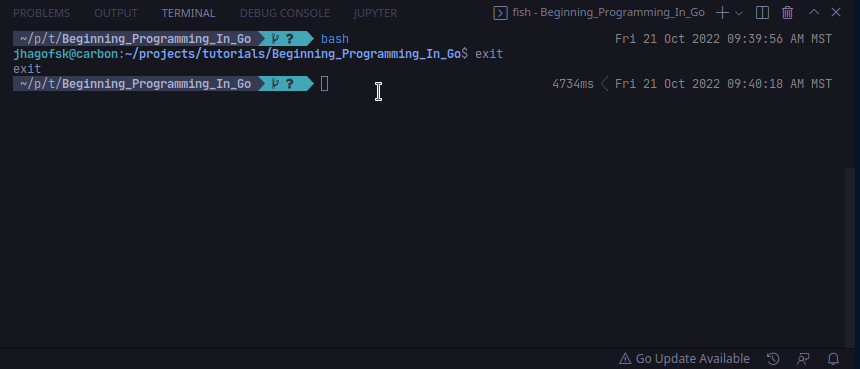 PROBLEMS OUTPUT TERMINAL DEBUG CONSOLE JUPYTER fish - Beginning_Programming_In_Go
~/p/t/Beginning_Programming_In_Go ? bash Fri 21 Oct 2022 09:39:56 AM MST
jhagofsk@carbon:~/projects/tutorials/Beginning_Programming_In_Go$ exit
exit
~/p/t/Beginning_Programming_In_Go ? 4734ms Fri 21 Oct 2022 09:40:18 AM MST
Go Update Available